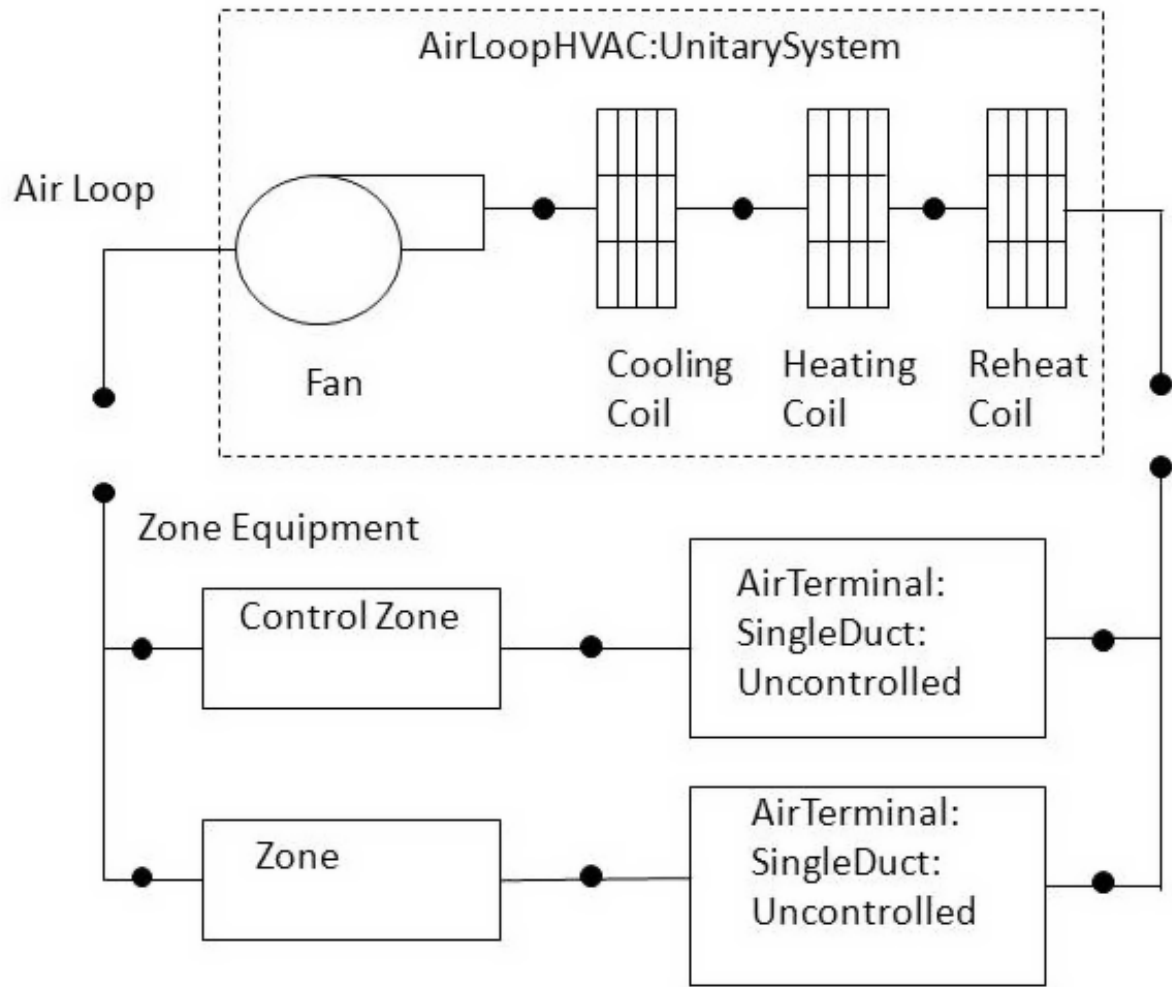 AirLoopHVAC:UnitarySystem
Air Loop
Fan
Cooling
Coil
Heating
Coil
Reheat
Coil
Zone Equipment
Control Zone
AirTerminal:
SingleDuct:
Uncontrolled
Zone
AirTerminal:
SingleDuct:
Uncontrolled